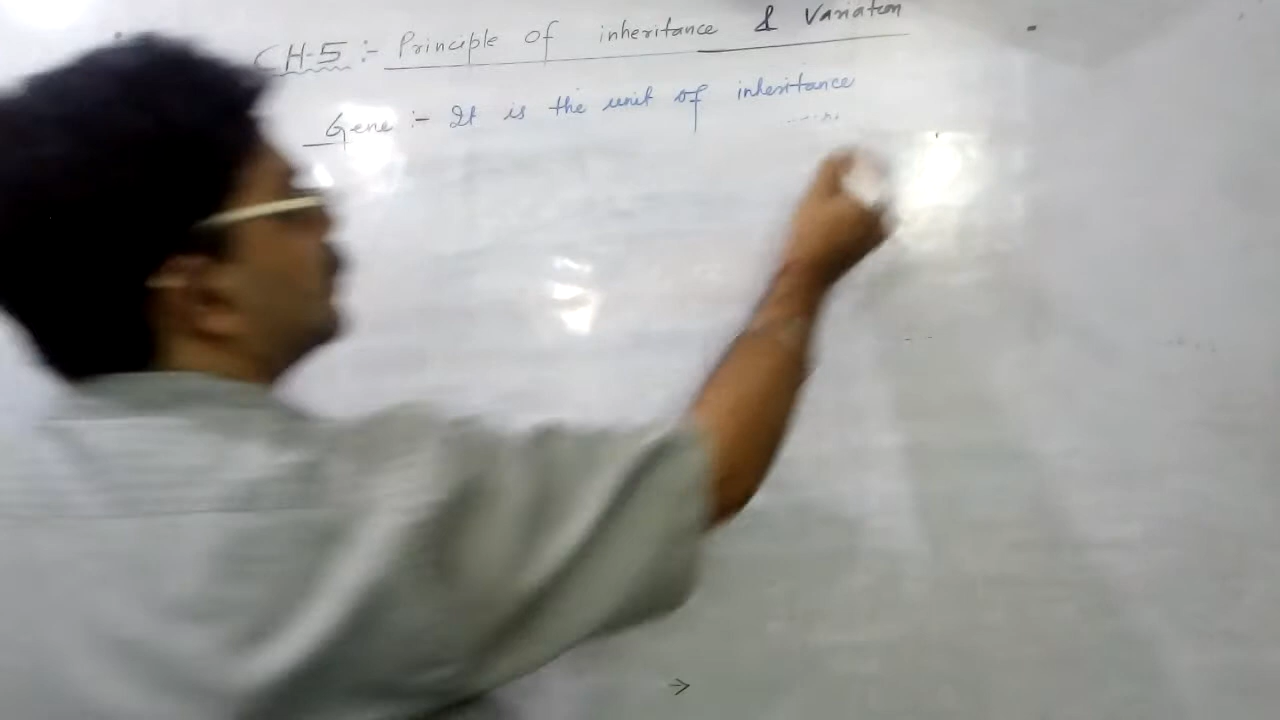 CH-5 :- Principle of inheritance & Variation
Gene :- It is the unit of inheritance
→